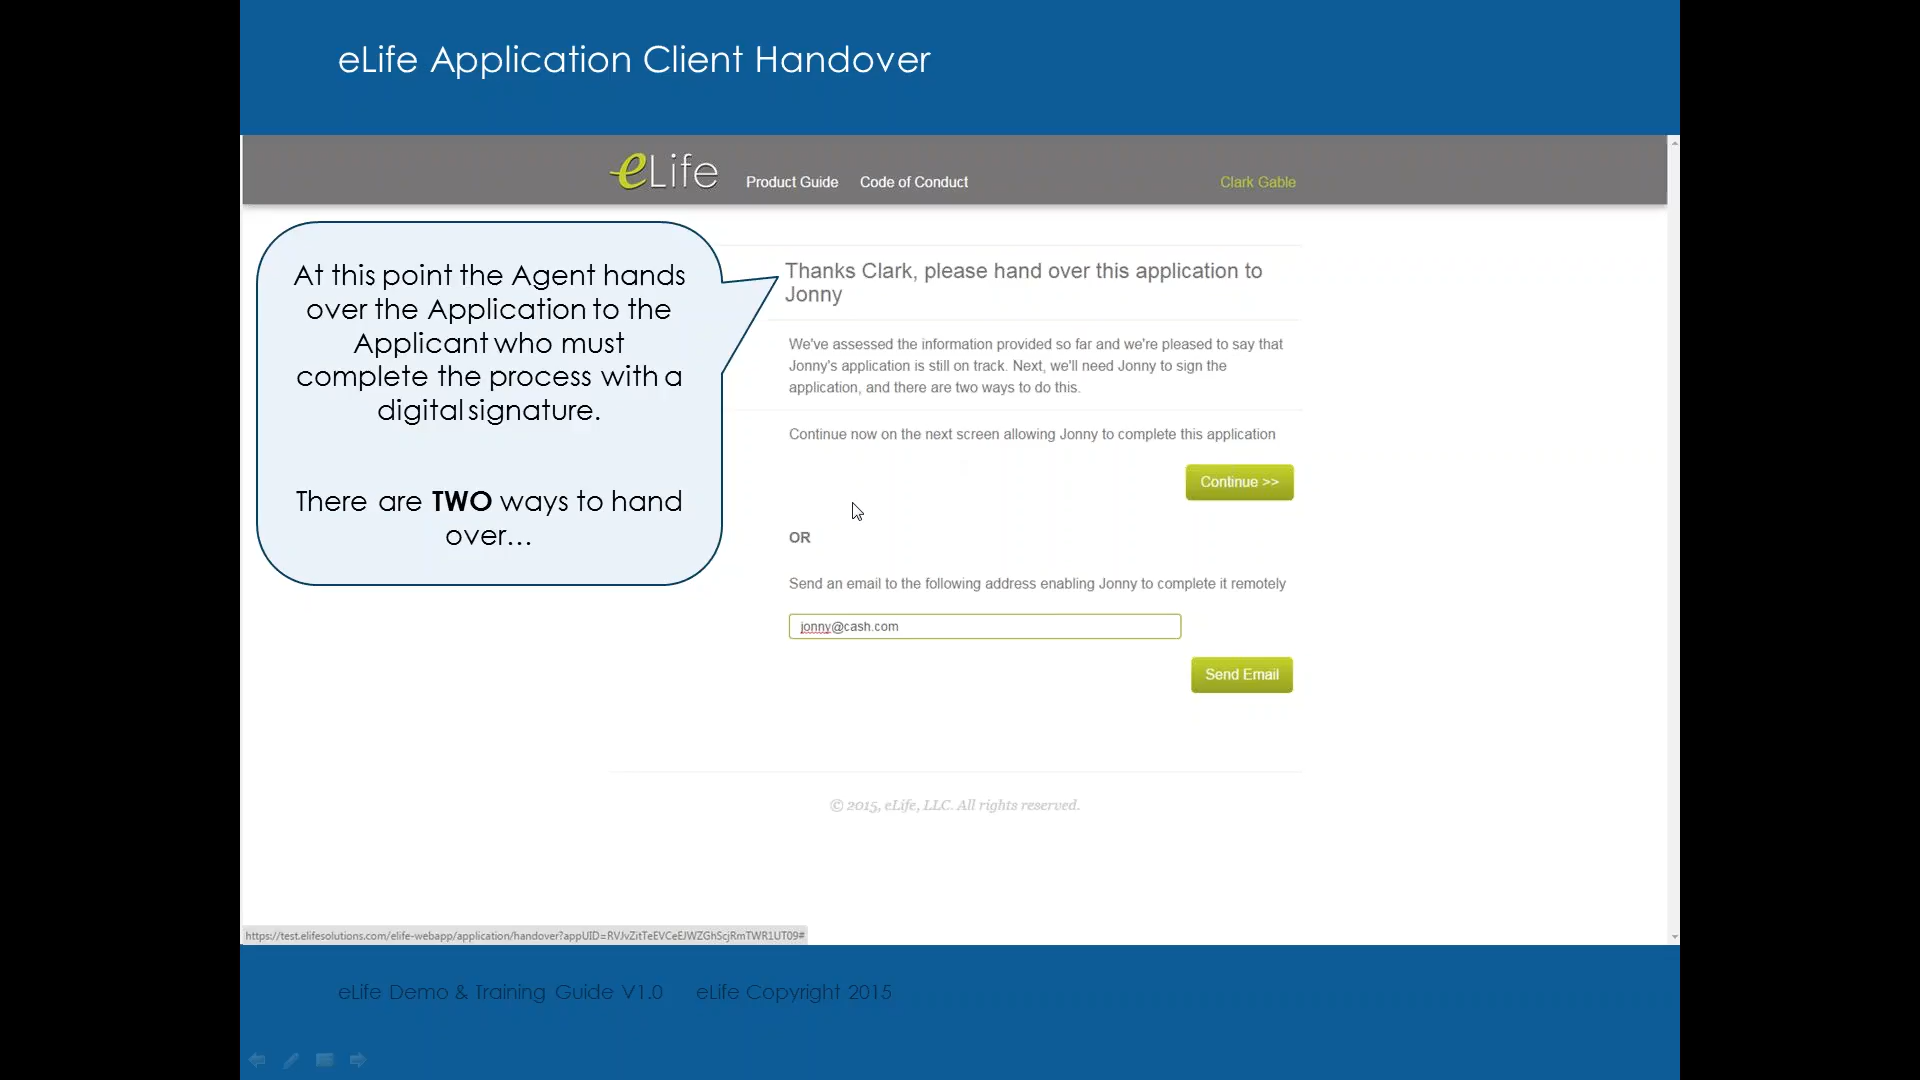 eLife Application Client Handover
eLife
Product Guide
Code of Conduct
Clark Gable
At this point the Agent hands
over the Application to the
Applicant who must
complete the process with a
digital signature.
There are TWO ways to hand
over...
Thanks Clark, please hand over this application to
Jonny
We've assessed the information provided so far and we're pleased to say that
Jonny's application is still on track. Next, we'll need Jonny to sign the
application, and there are two ways to do this.
Continue now on the next screen allowing Jonny to complete this application
Continue >>
OR
Send an email to the following address enabling Jonny to complete it remotely
jonny@cash.com
Send Email
© 2015, eLife, LLC. All rights reserved.
https://test.elifesolutions.com/elife-webapp/application/handover?appUID=RVJvZitTeEVCeEJWZGhScjRmTWR1UT09#
eLife Demo & Training Guide V1.0 eLife Copyright 2015